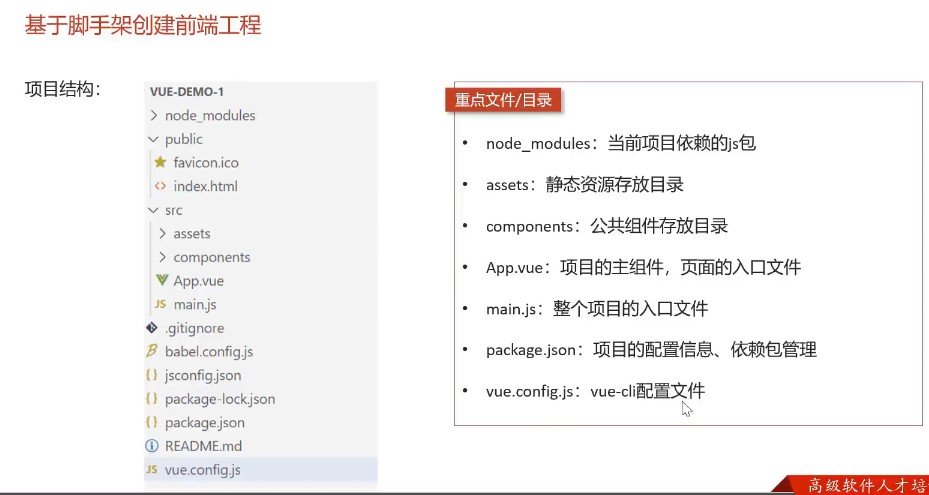 基于脚手架创建前端工程
项目结构：
VUE-DEMO-1
node_modules
public
favicon.ico
index.html
src
assets
components
App.vue
JS main.js
.gitignore
babel.config.js
{} jsconfig.json
{} package-lock.json
{} package.json
README.md
JS vue.config.js
重点文件/目录
• node_modules：当前项目依赖的js包
• assets：静态资源存放目录
• components：公共组件存放目录
• App.vue：项目的主组件，页面的入口文件
• main.js：整个项目的入口文件
• package.json：项目的配置信息、依赖包管理
• vue.config.js：vue-cli配置文件
高级软件人才培